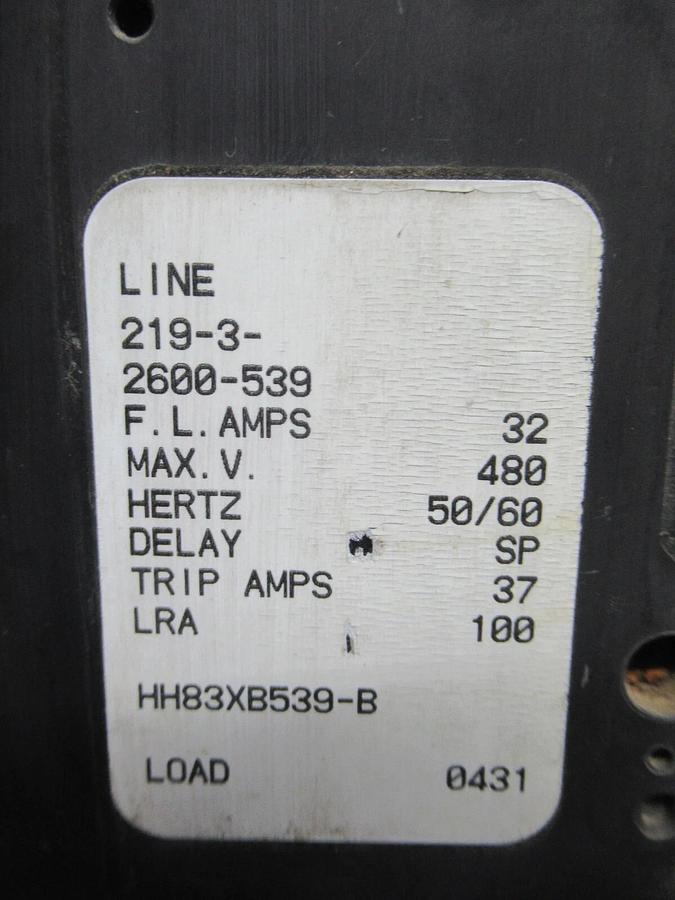 LINE
219-3-
2600-539
F.L.AMPS 32
MAX.V. 480
HERTZ 50/60
DELAY SP
TRIP AMPS 37
LRA 100
HH83XB539-B
LOAD 0431